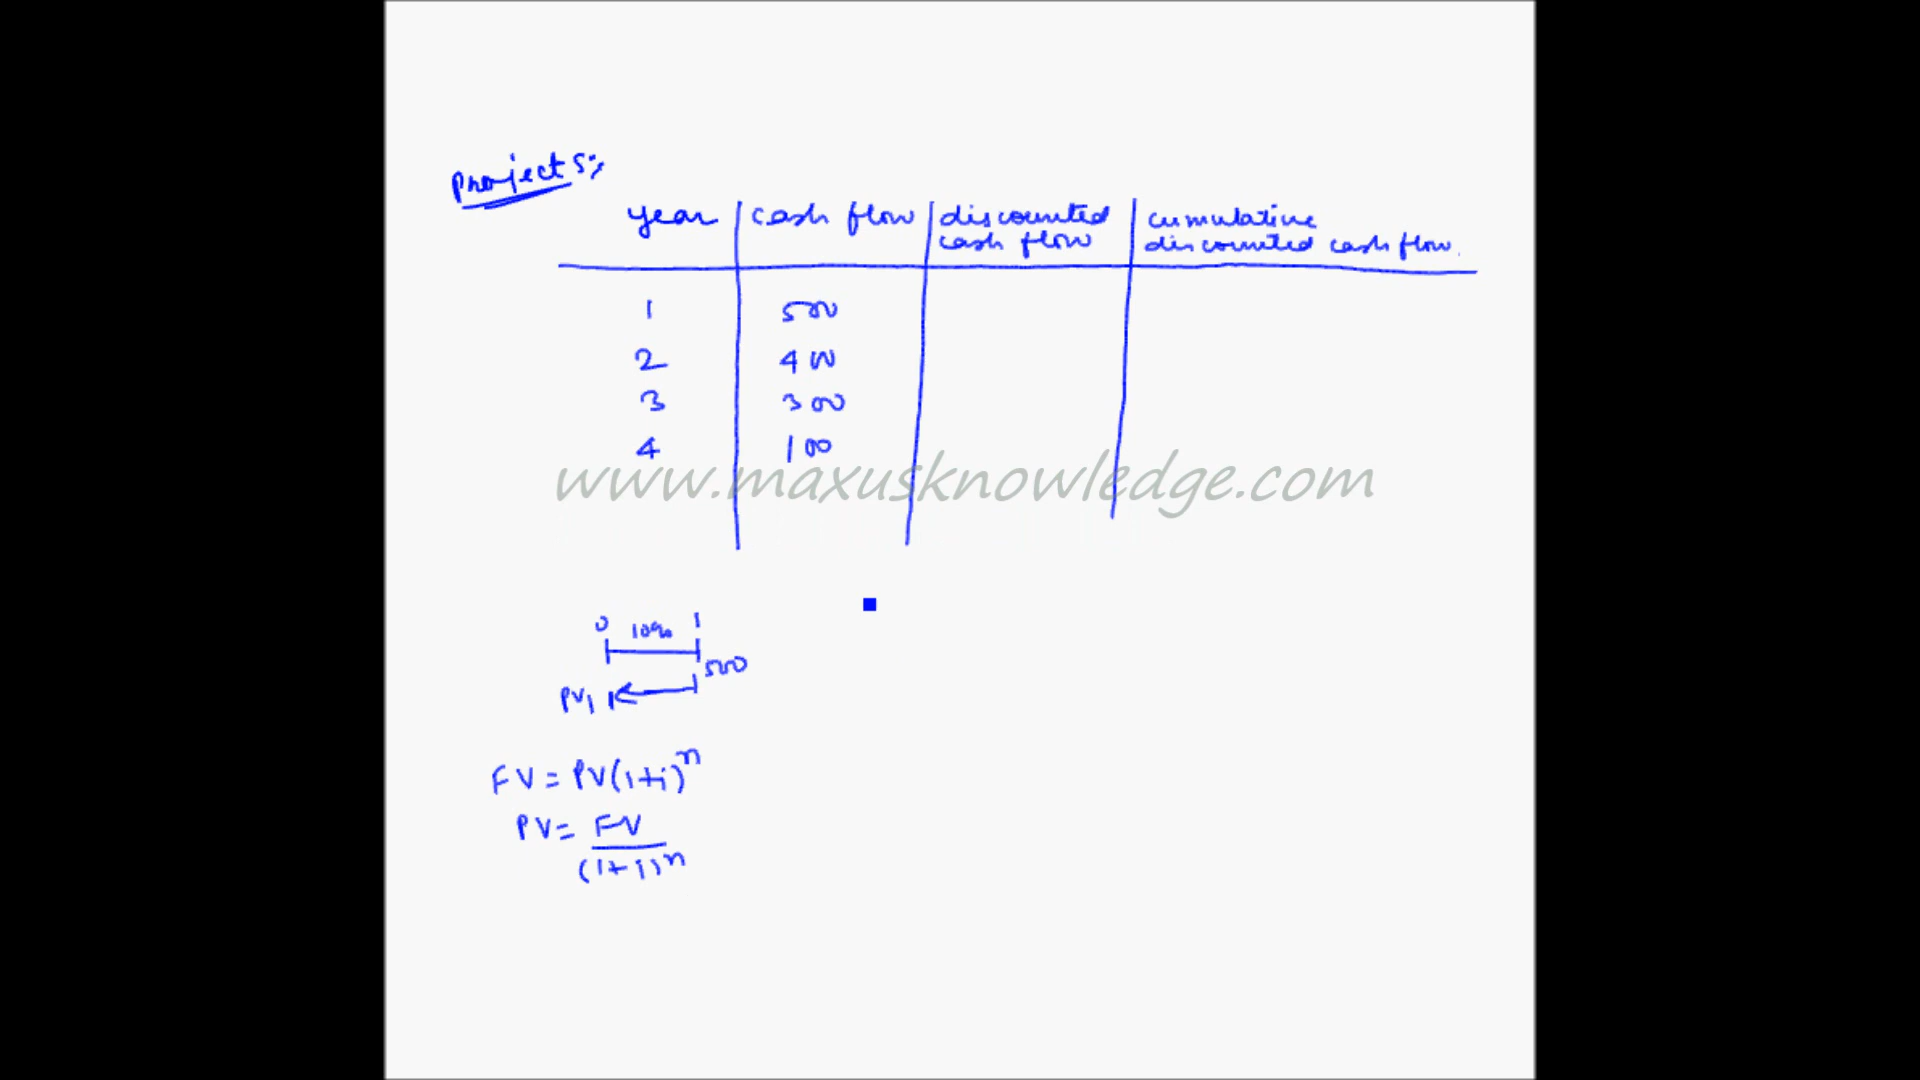 Project S:
year cash flow discounted cash flow cumulative discounted cash flow.
1 500
2 400
3 300
4 100
www.maxusknowledge.com
0 10% 1
500
PV1
FV = PV(1+i)^n
PV = FV
(1+i)^n